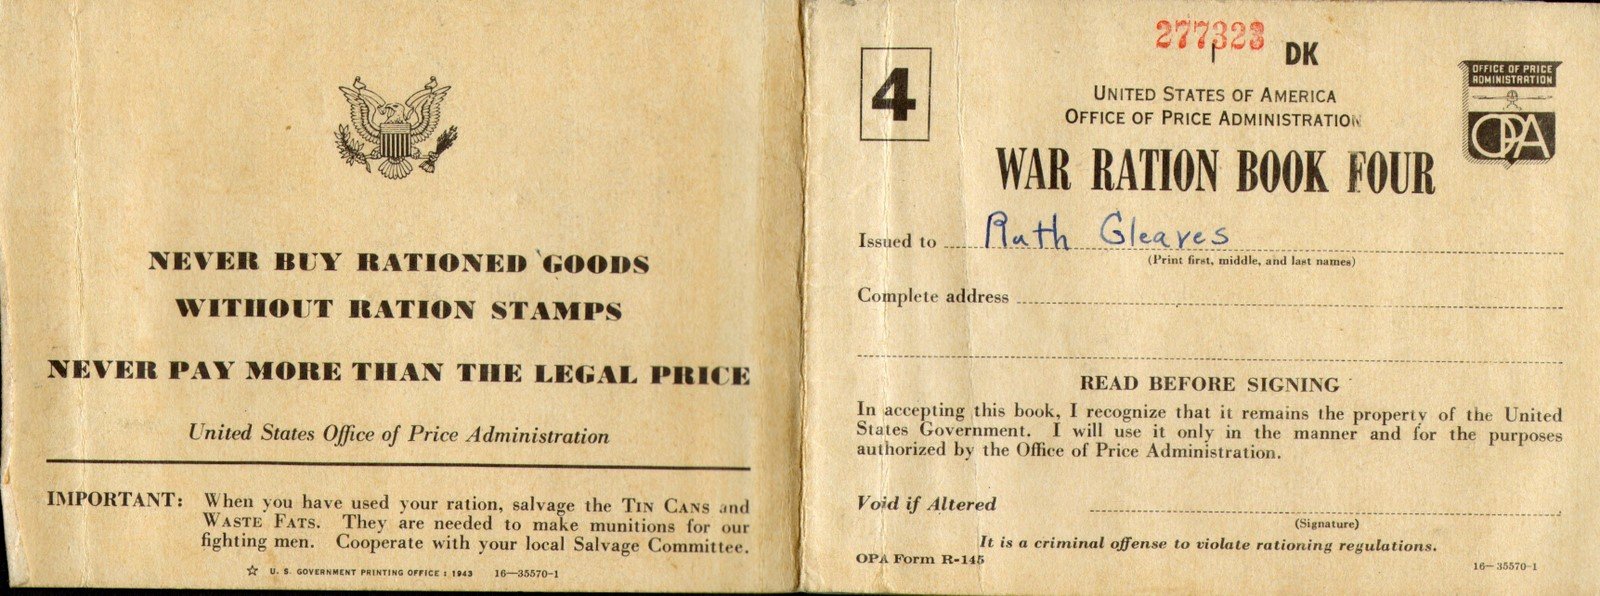 NEVER BUY RATIONED GOODS
WITHOUT RATION STAMPS
NEVER PAY MORE THAN THE LEGAL PRICE
United States Office of Price Administration
IMPORTANT: When you have used your ration, salvage the TIN CANS and
WASTE FATS. They are needed to make munitions for our
fighting men. Cooperate with your local Salvage Committee.
☆ U. S. GOVERNMENT PRINTING OFFICE : 1943 16—35570-1
277323 DK
4
OFFICE OF PRICE
ADMINISTRATION
OPA
UNITED STATES OF AMERICA
OFFICE OF PRICE ADMINISTRATION
WAR RATION BOOK FOUR
Issued to Ruth Gleaves
(Print first, middle, and last names)
Complete address
READ BEFORE SIGNING
In accepting this book, I recognize that it remains the property of the United
States Government. I will use it only in the manner and for the purposes
authorized by the Office of Price Administration.
Void if Altered
(Signature)
It is a criminal offense to violate rationing regulations.
OPA Form R-145
16—35570-1